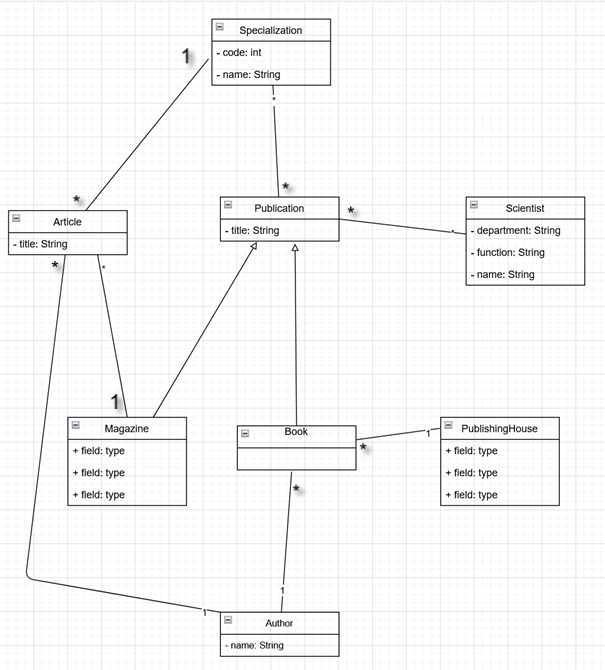 Specialization
- code: int
- name: String
1
*
*
*
Article
- title: String
Publication
- title: String
*
*
Scientist
- department: String
- function: String
- name: String
*
*
1
Magazine
+ field: type
+ field: type
+ field: type
Book
*
1
PublishingHouse
+ field: type
+ field: type
+ field: type
*
1
1
Author
- name: String